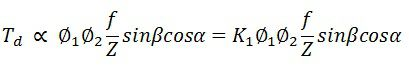 T_d ∝ Ø₁Ø₂ f/Z sinβcosα = K₁Ø₁Ø₂ f/Z sinβcosα